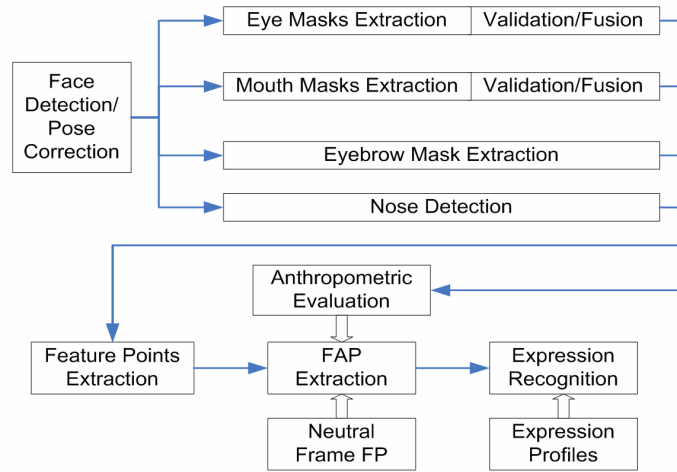 Eye Masks Extraction
Validation/Fusion
Face
Detection/
Pose
Correction
Mouth Masks Extraction
Validation/Fusion
Eyebrow Mask Extraction
Nose Detection
Anthropometric
Evaluation
Feature Points
Extraction
FAP
Extraction
Expression
Recognition
Neutral
Frame FP
Expression
Profiles